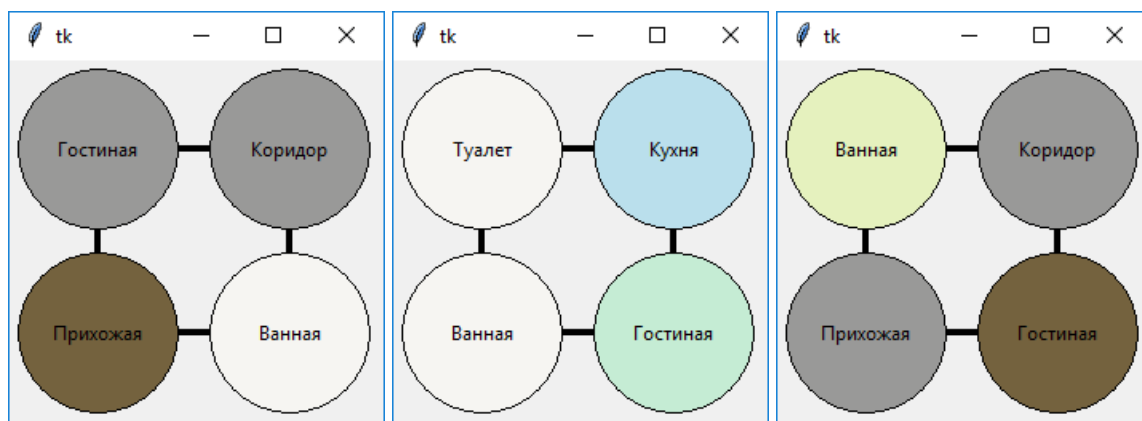 tk
Гостиная Коридор
Прихожая Ванная
tk
Туалет Кухня
Ванная Гостиная
tk
Ванная Коридор
Прихожая Гостиная